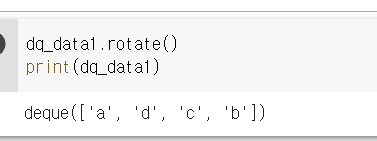 dq_data1.rotate()
print(dq_data1)
deque(['a', 'd', 'c', 'b'])